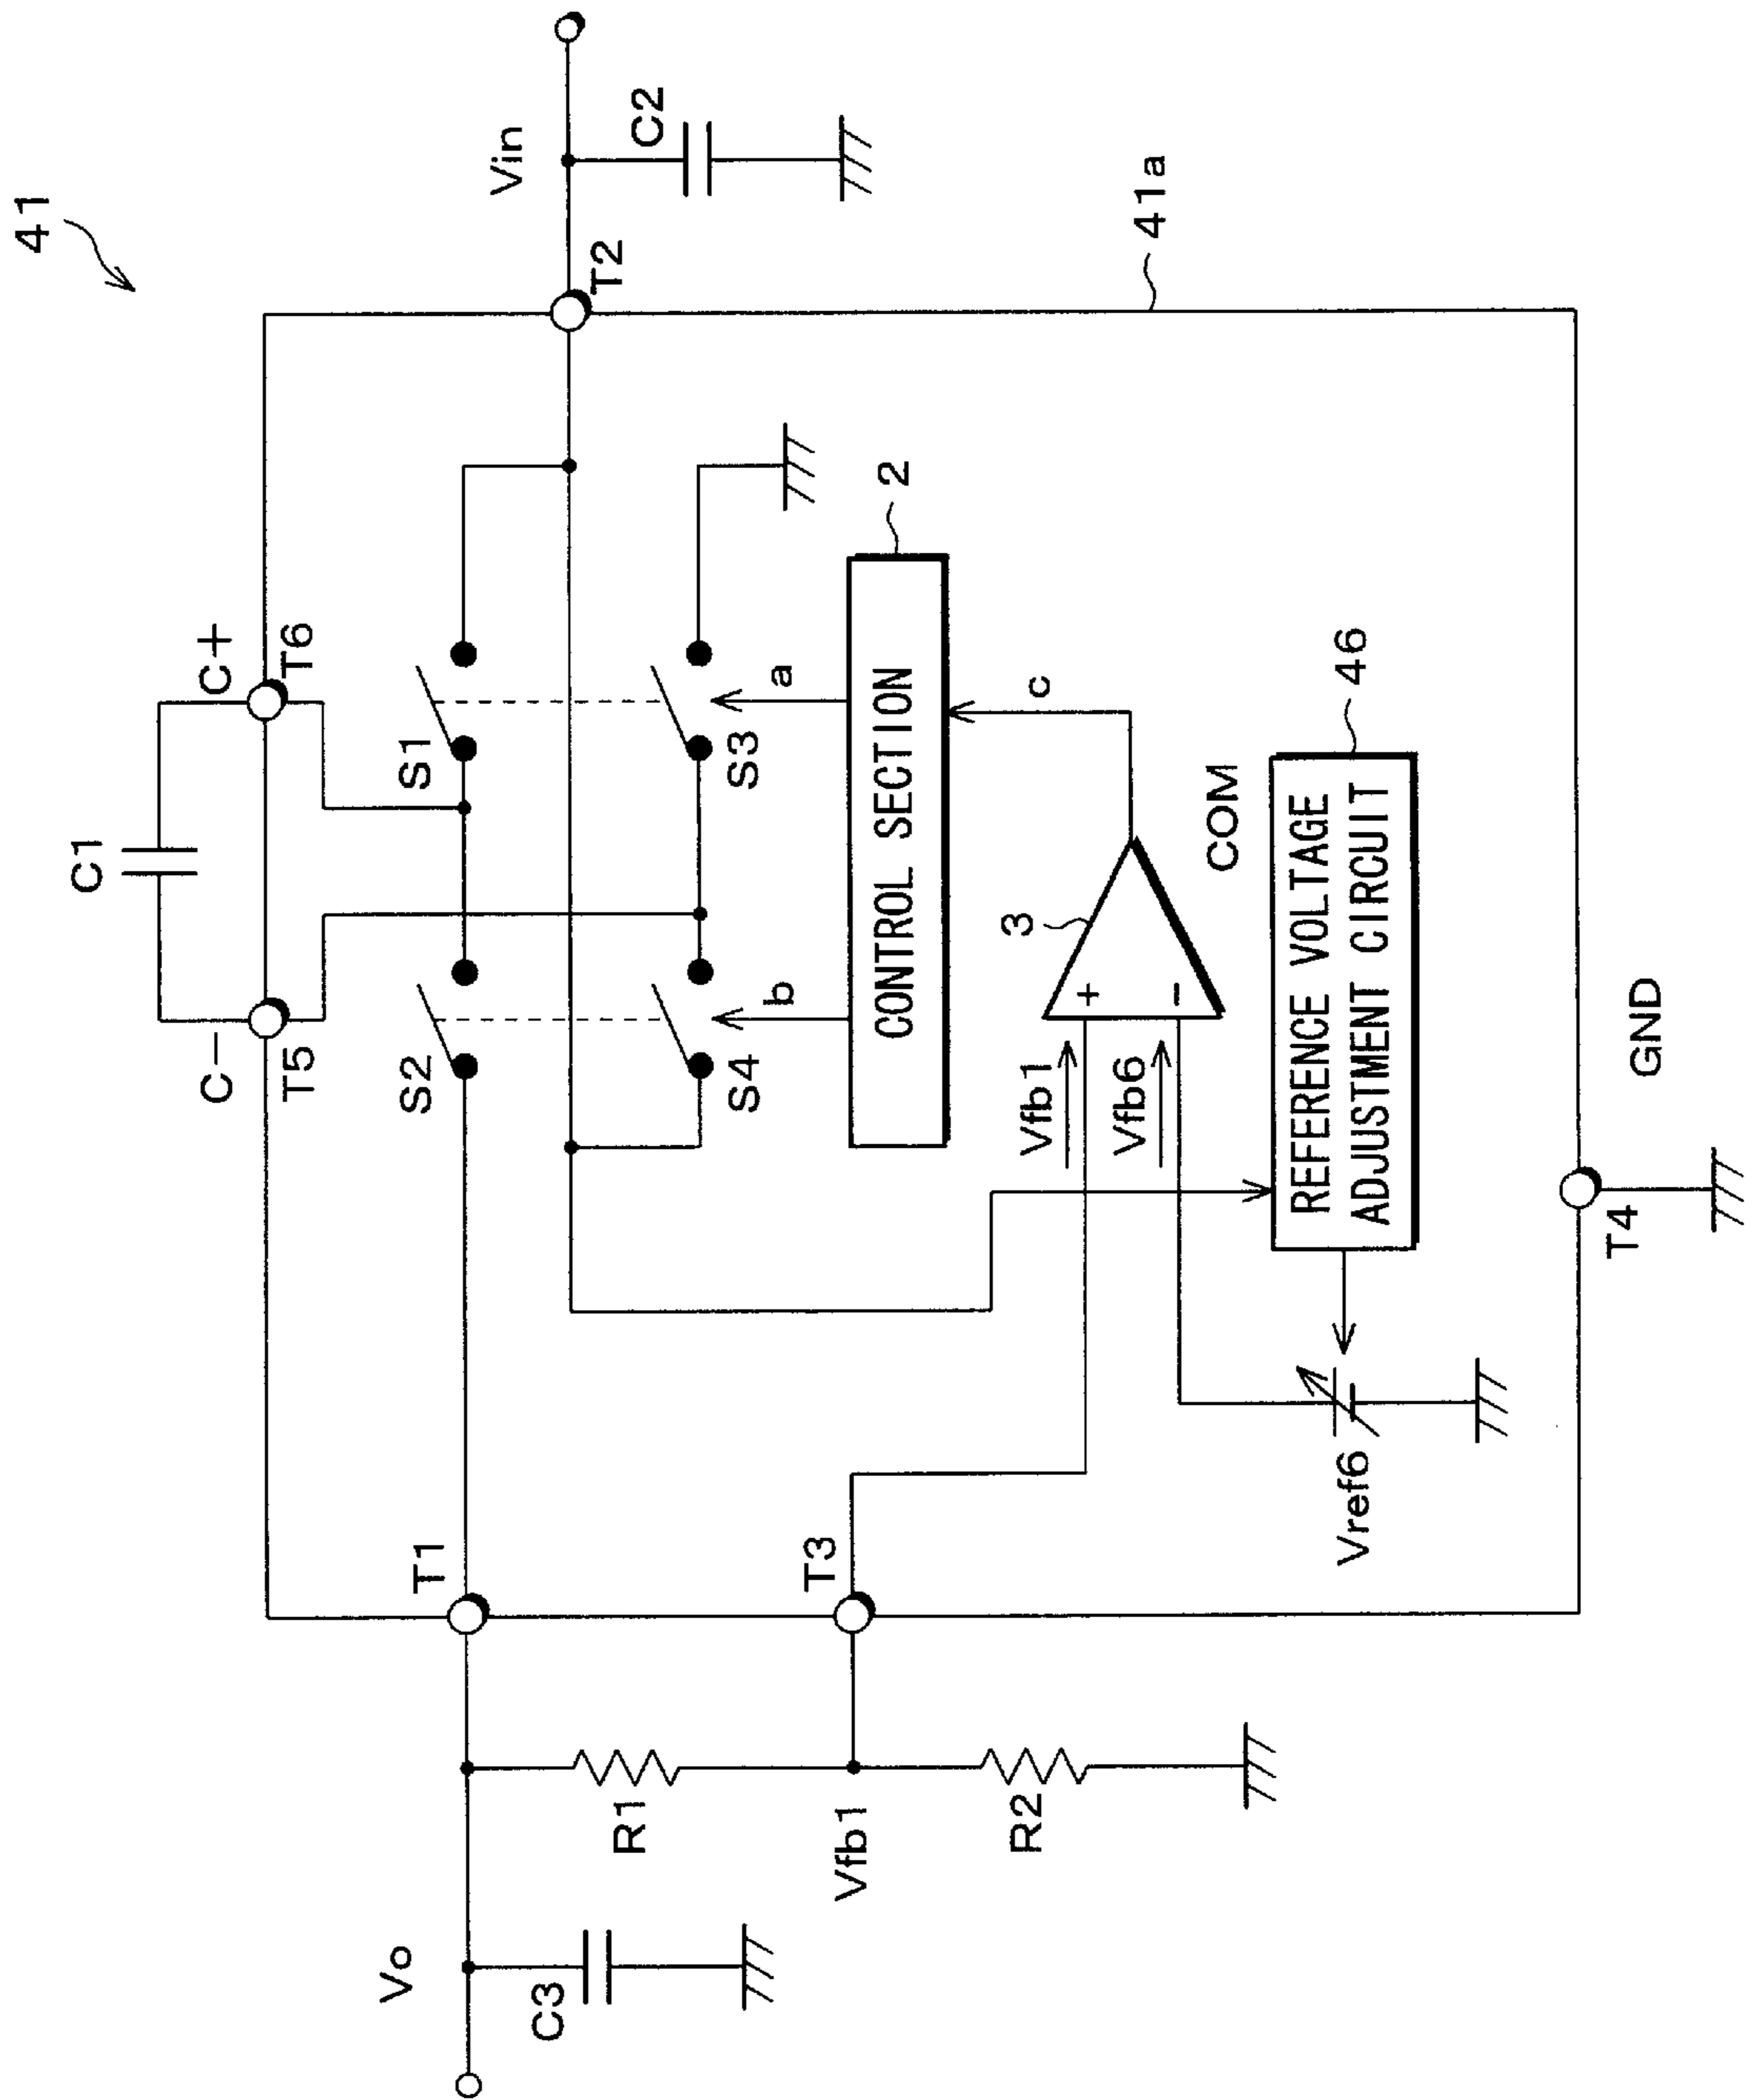 41
C1
C-
C+
T5
T6
Vo
T1
S2
S1
Vin
T2
C3
C2
R1
S4
S3
b
a
Vfb1
T3
CONTROL SECTION
2
R2
Vfb1
3
c
Vfb6
+
-
41a
COM
Vref6
REFERENCE VOLTAGE
ADJUSTMENT CIRCUIT
46
T4
GND